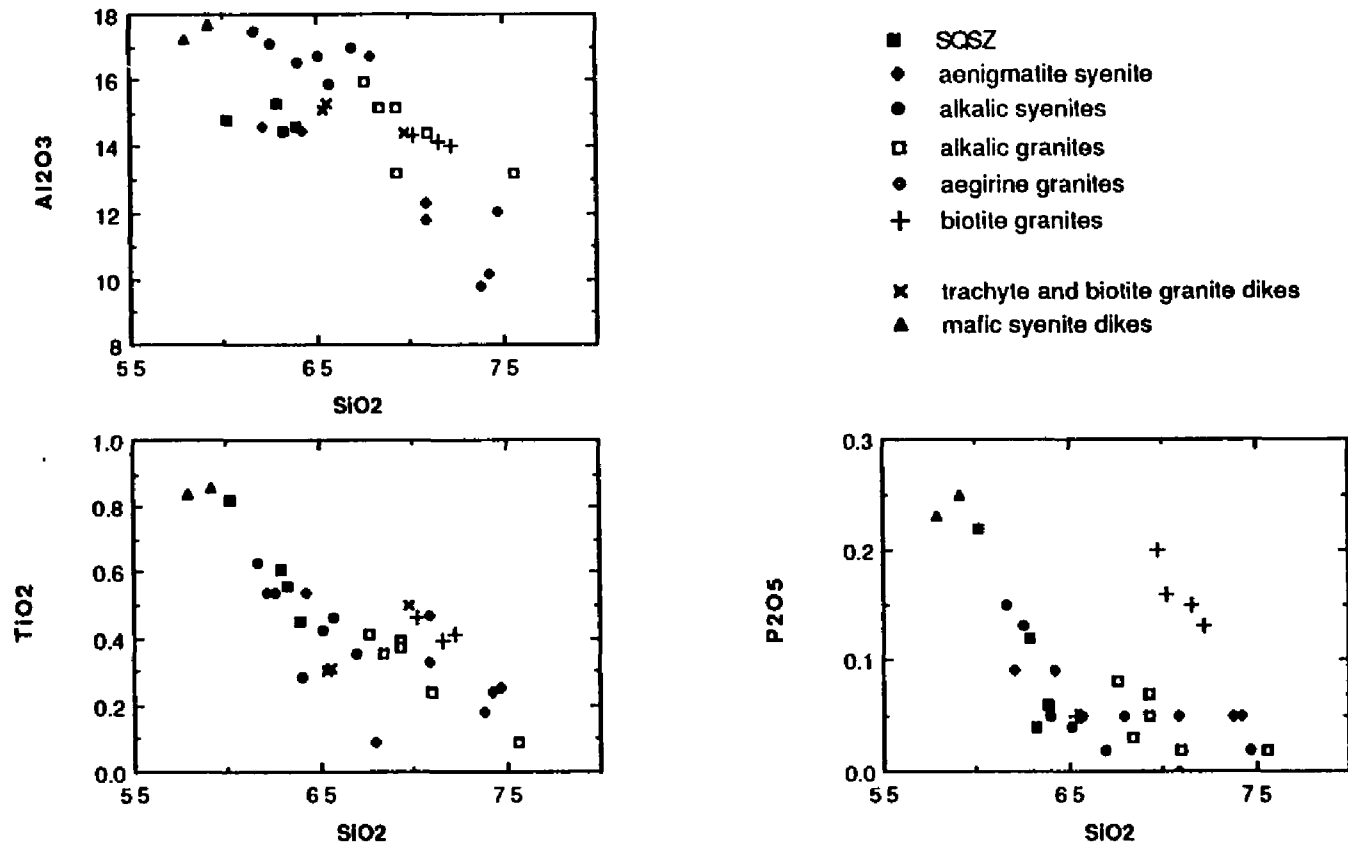 18
16
14
12
10
8
Al2O3
55
65
75
SiO2
SQSZ
aenigmatite syenite
alkalic syenites
alkalic granites
aegirine granites
biotite granites
trachyte and biotite granite dikes
mafic syenite dikes
1.0
0.8
0.6
0.4
0.2
0.0
TiO2
55
65
75
SiO2
0.3
0.2
0.1
0.0
P2O5
55
65
75
SiO2